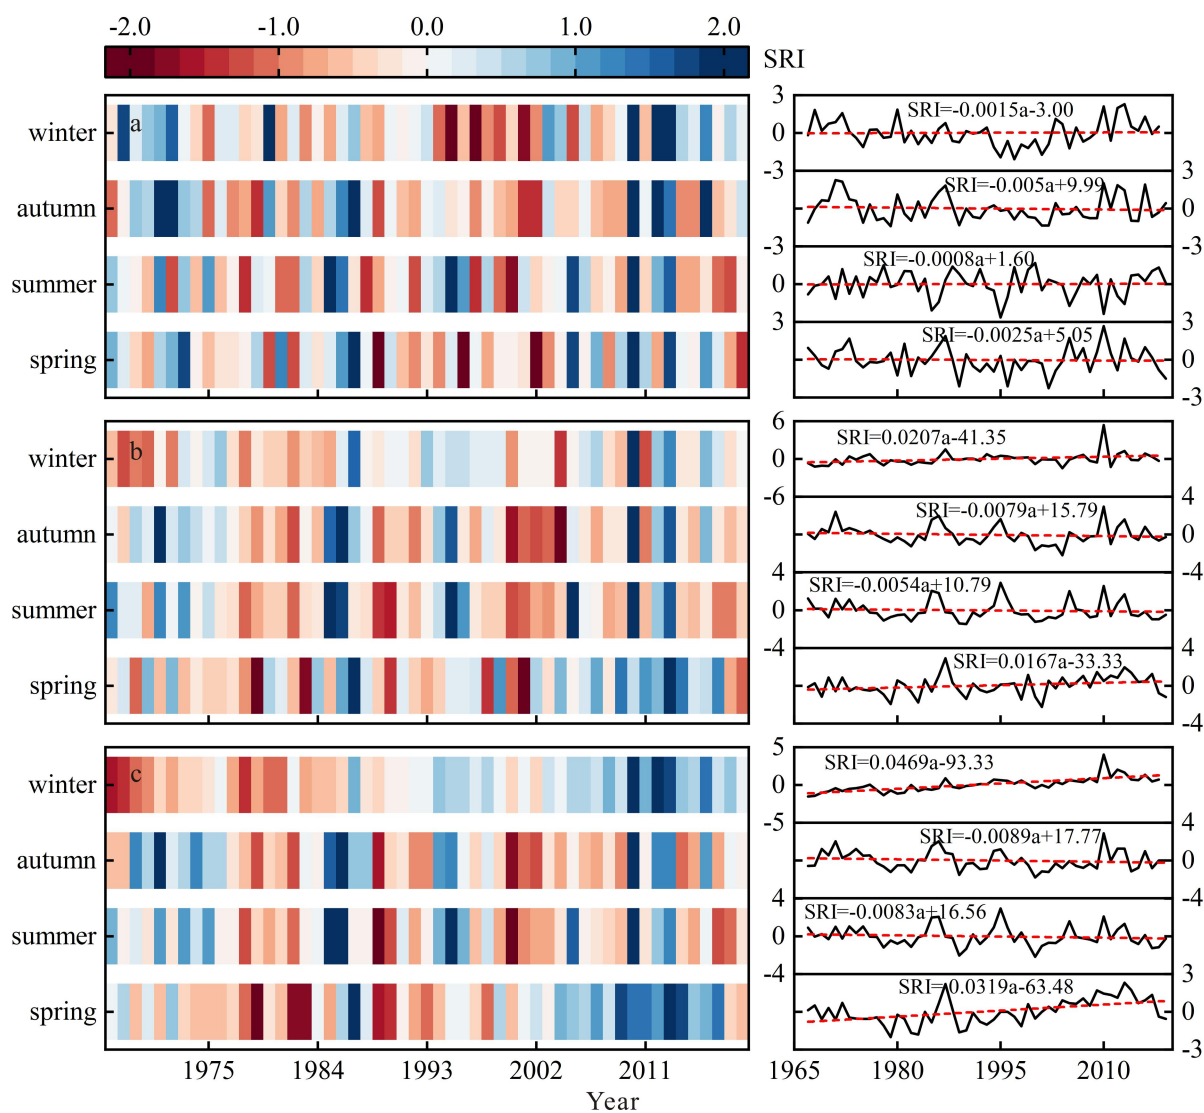 -2.0 -1.0 0.0 1.0 2.0
SRI
a
winter
autumn
summer
spring
3
0
-3
SRI=-0.0015a-3.00
3
0
-3
SRI=-0.005a+9.99
3
0
-3
SRI=-0.0008a+1.60
3
0
-3
SRI=-0.0025a+5.05
b
winter
autumn
summer
spring
6
0
-6
SRI=0.0207a-41.35
4
0
-4
SRI=-0.0079a+15.79
4
0
-4
SRI=-0.0054a+10.79
4
0
-4
SRI=0.0167a-33.33
c
winter
autumn
summer
spring
5
0
-5
SRI=0.0469a-93.33
4
0
-4
SRI=-0.0089a+17.77
4
0
-4
SRI=-0.0083a+16.56
3
0
-3
SRI=0.0319a-63.48
1975 1984 1993 2002 2011
Year
1965 1980 1995 2010